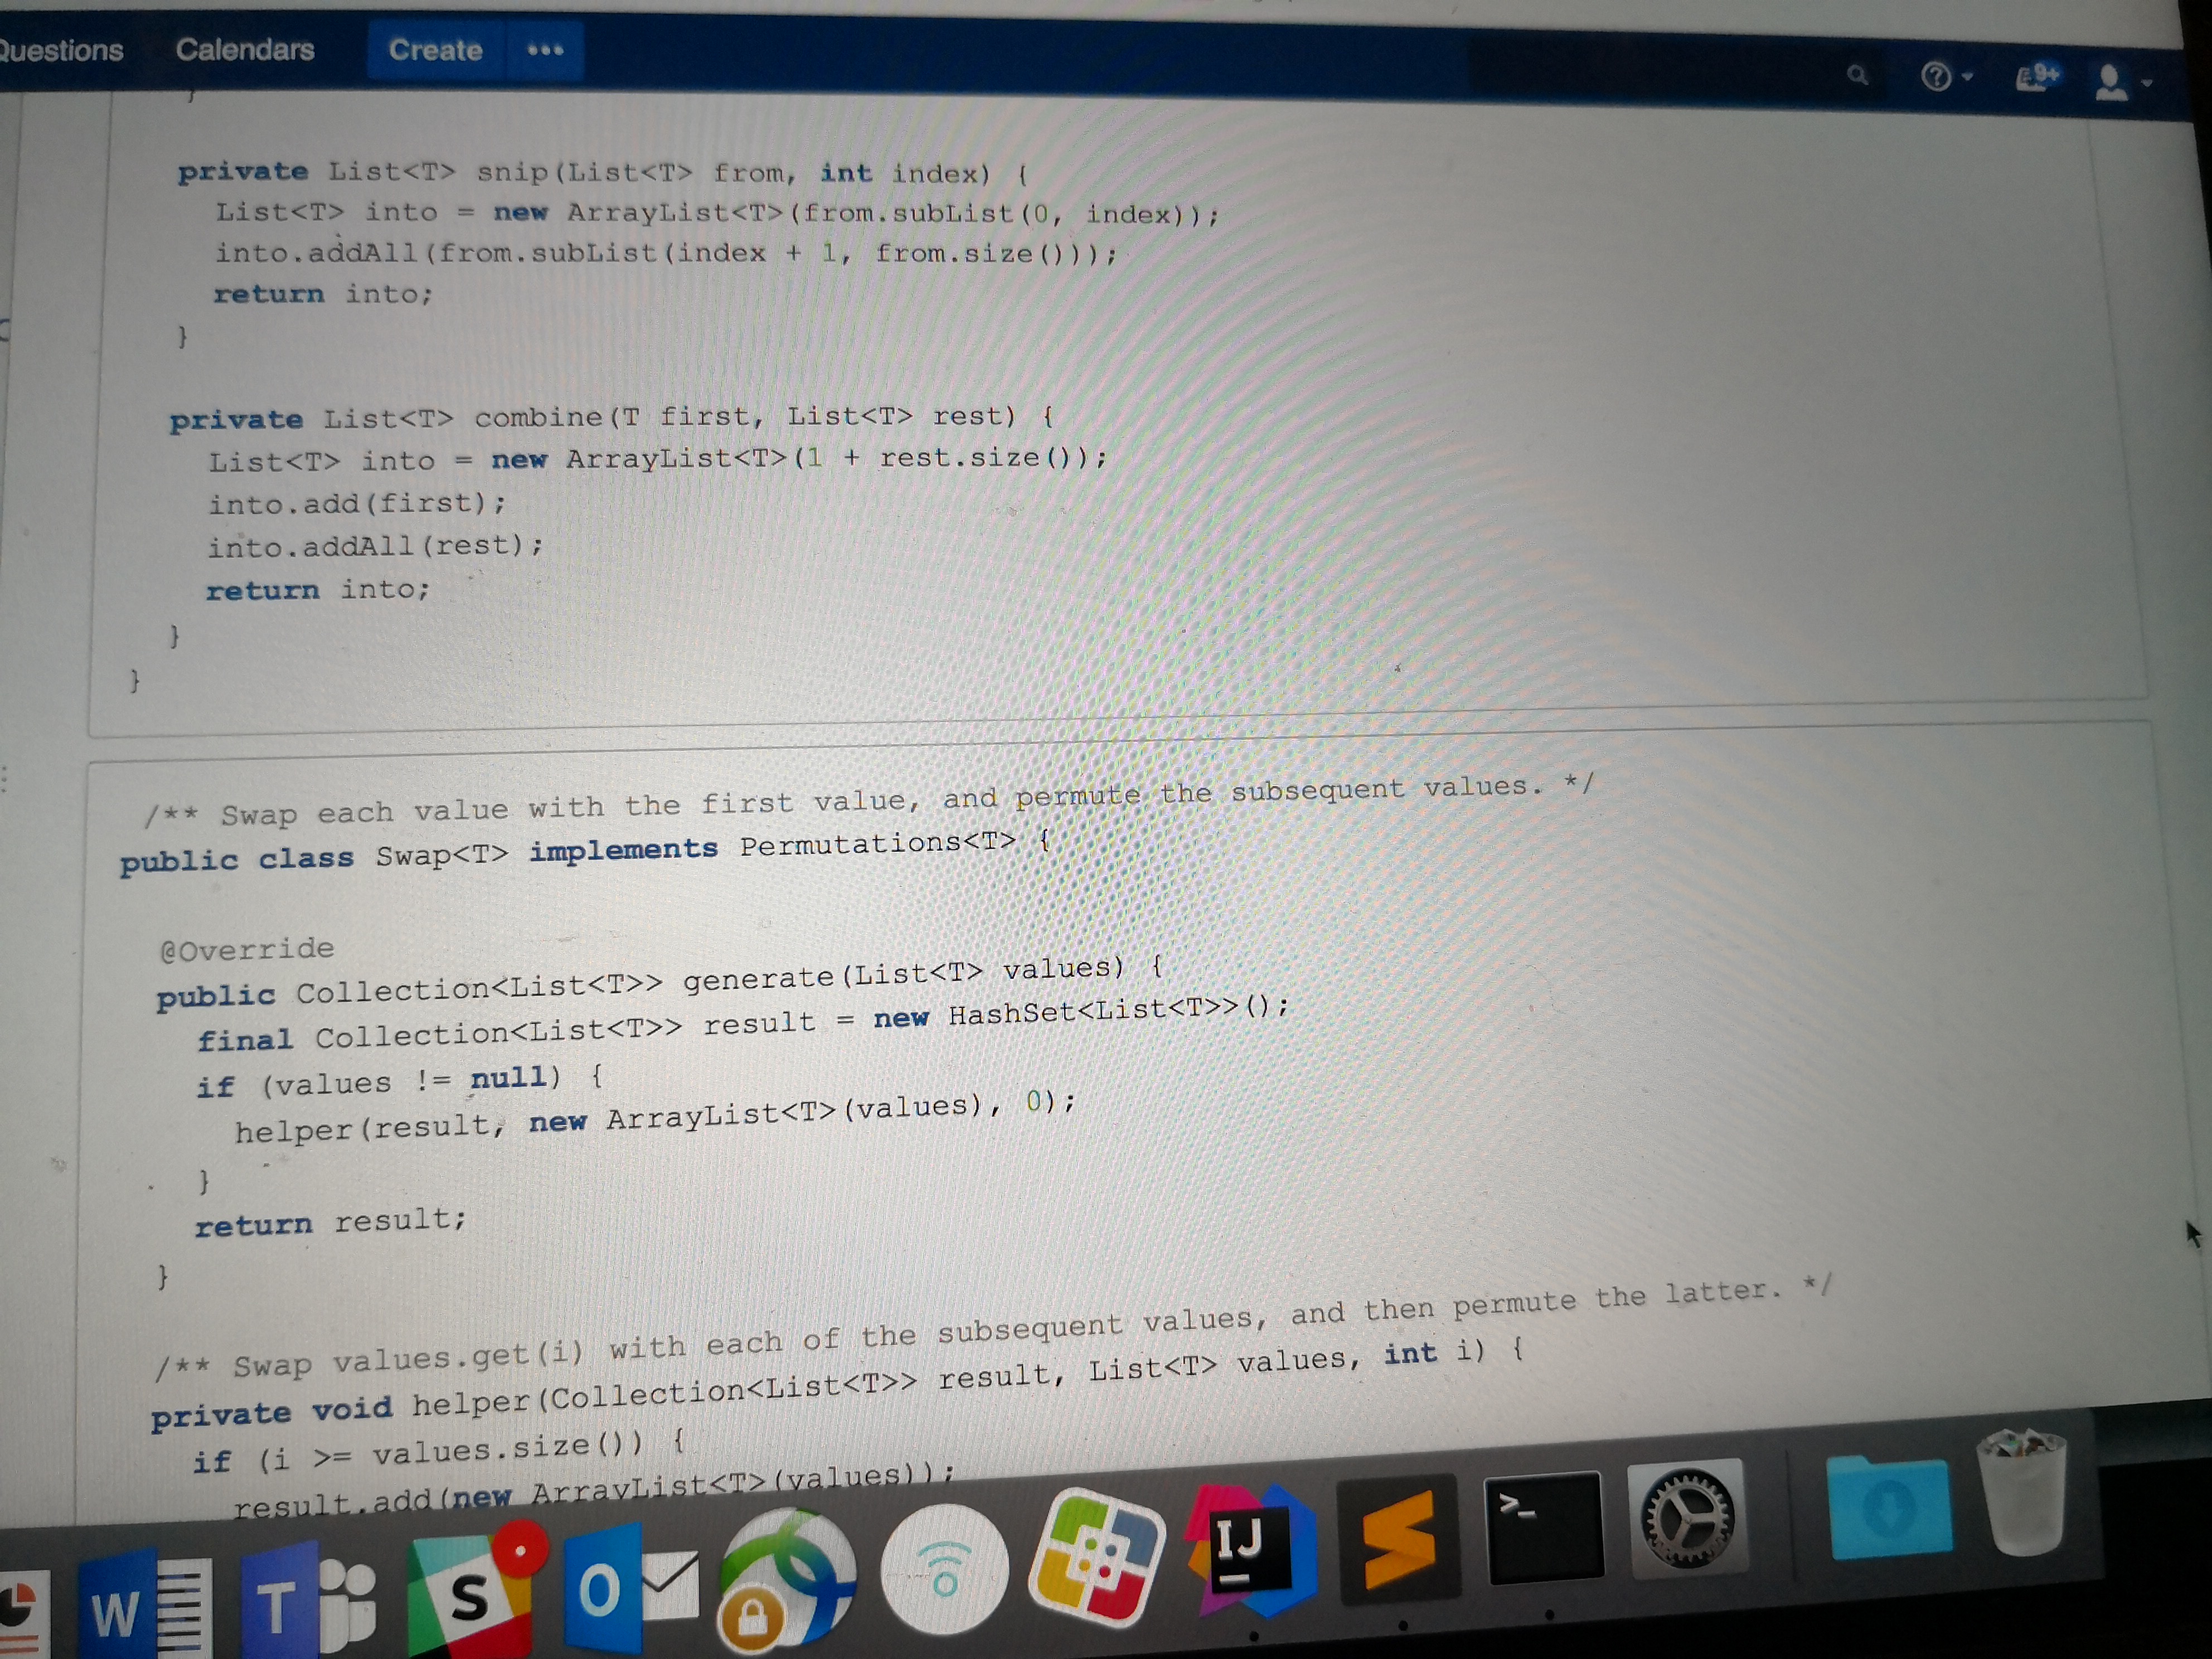 Questions Calendars Create •••
9+
}
private List<T> snip(List<T> from, int index) {
List<T> into = new ArrayList<T>(from.subList(0, index));
into.addAll(from.subList(index + 1, from.size()));
return into;
}
private List<T> combine(T first, List<T> rest) {
List<T> into = new ArrayList<T>(1 + rest.size());
into.add(first);
into.addAll(rest);
return into;
}
}
/** Swap each value with the first value, and permute the subsequent values. */
public class Swap<T> implements Permutations<T> {
@Override
public Collection<List<T>> generate(List<T> values) {
final Collection<List<T>> result = new HashSet<List<T>>();
if (values != null) {
helper(result, new ArrayList<T>(values), 0);
}
return result;
}
/** Swap values.get(i) with each of the subsequent values, and then permute the latter. */
private void helper(Collection<List<T>> result, List<T> values, int i) {
if (i >= values.size()) {
result.add(new ArrayList<T>(values));
W T S O IJ >_